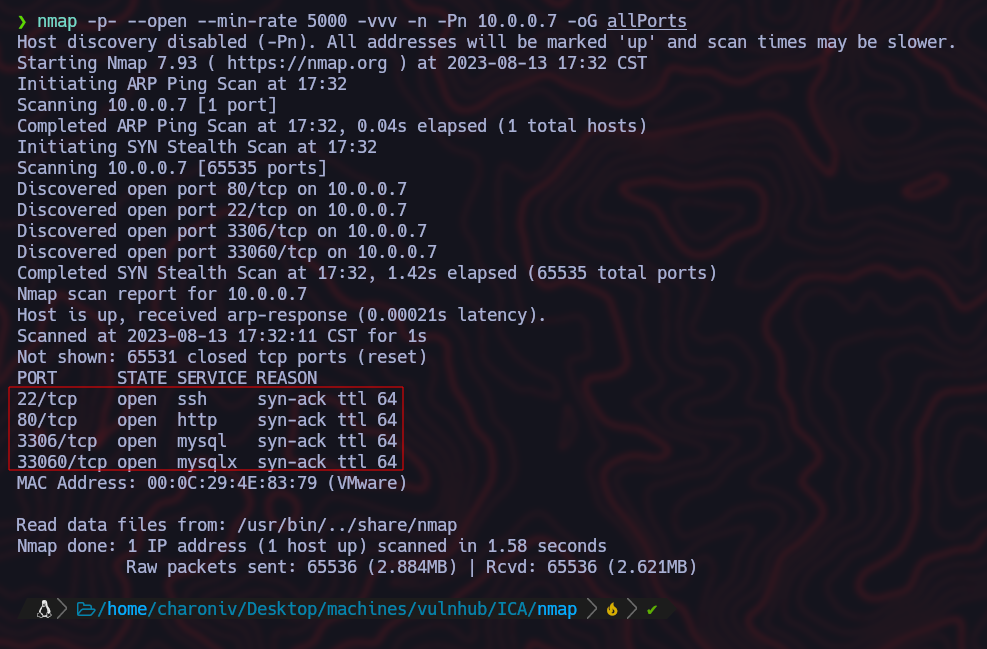 ❯ nmap -p- --open --min-rate 5000 -vvv -n -Pn 10.0.0.7 -oG allPorts
Host discovery disabled (-Pn). All addresses will be marked 'up' and scan times may be slower.
Starting Nmap 7.93 ( https://nmap.org ) at 2023-08-13 17:32 CST
Initiating ARP Ping Scan at 17:32
Scanning 10.0.0.7 [1 port]
Completed ARP Ping Scan at 17:32, 0.04s elapsed (1 total hosts)
Initiating SYN Stealth Scan at 17:32
Scanning 10.0.0.7 [65535 ports]
Discovered open port 80/tcp on 10.0.0.7
Discovered open port 22/tcp on 10.0.0.7
Discovered open port 3306/tcp on 10.0.0.7
Discovered open port 33060/tcp on 10.0.0.7
Completed SYN Stealth Scan at 17:32, 1.42s elapsed (65535 total ports)
Nmap scan report for 10.0.0.7
Host is up, received arp-response (0.00021s latency).
Scanned at 2023-08-13 17:32:11 CST for 1s
Not shown: 65531 closed tcp ports (reset)
PORT      STATE SERVICE REASON
22/tcp    open  ssh     syn-ack ttl 64
80/tcp    open  http    syn-ack ttl 64
3306/tcp  open  mysql   syn-ack ttl 64
33060/tcp open  mysqlx  syn-ack ttl 64
MAC Address: 00:0C:29:4E:83:79 (VMware)
Read data files from: /usr/bin/../share/nmap
Nmap done: 1 IP address (1 host up) scanned in 1.58 seconds
Raw packets sent: 65536 (2.884MB) | Rcvd: 65536 (2.621MB)
/home/charoniv/Desktop/machines/vulnhub/ICA/nmap